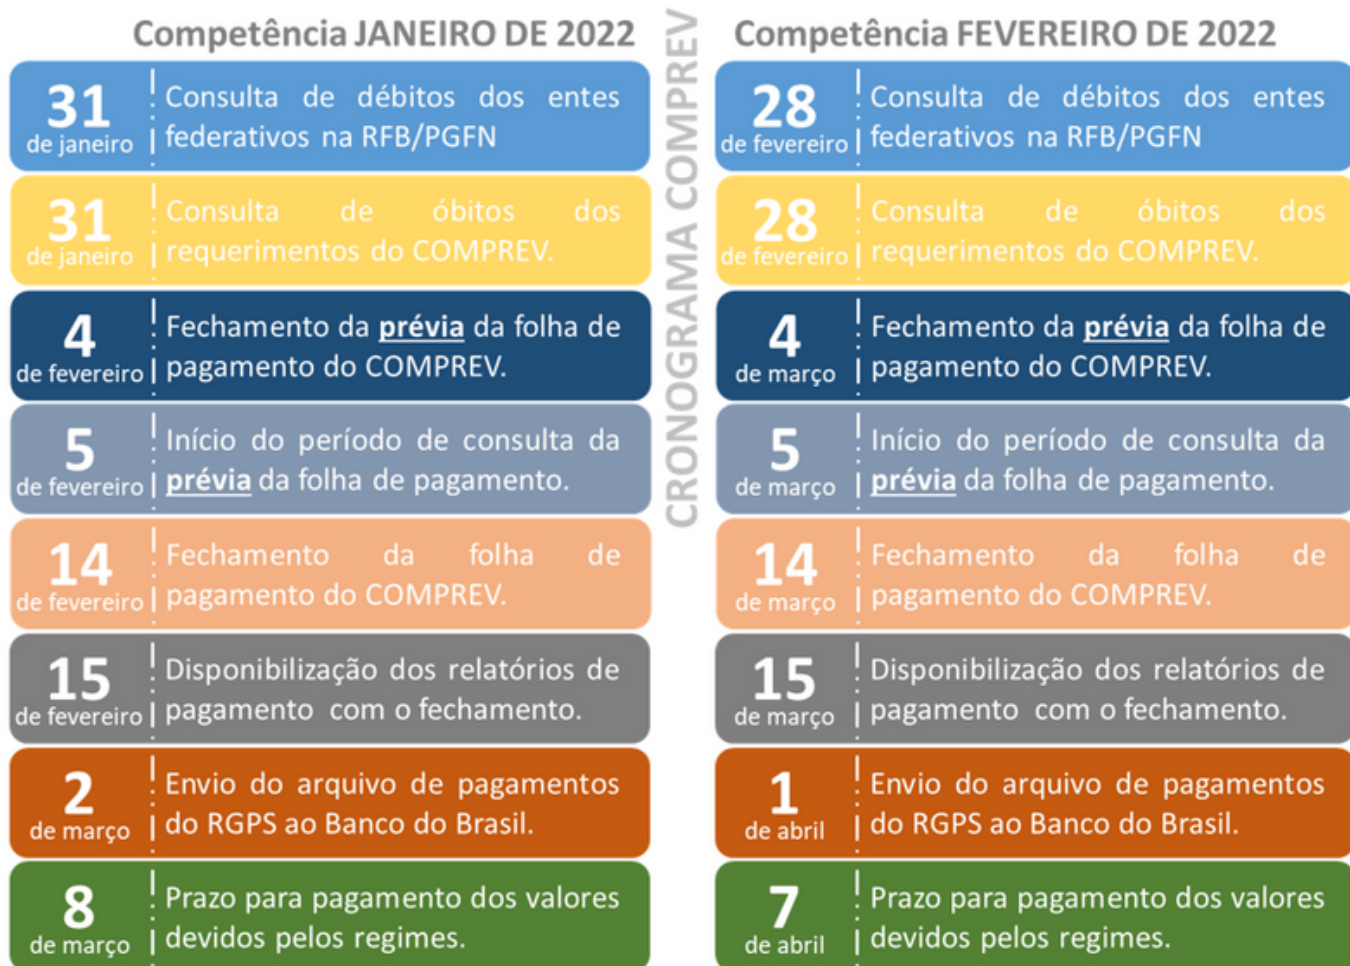 Competência JANEIRO DE 2022
31
de janeiro
Consulta de débitos dos entes
federativos na RFB/PGFN
31
de janeiro
Consulta de óbitos dos
requerimentos do COMPREV.
4
de fevereiro
Fechamento da prévia da folha de
pagamento do COMPREV.
5
de fevereiro
Início do período de consulta da
prévia da folha de pagamento.
14
de fevereiro
Fechamento da folha de
pagamento do COMPREV.
15
de fevereiro
Disponibilização dos relatórios de
pagamento com o fechamento.
2
de março
Envio do arquivo de pagamentos
do RGPS ao Banco do Brasil.
8
de março
Prazo para pagamento dos valores
devidos pelos regimes.
CRONOGRAMA COMPREV
Competência FEVEREIRO DE 2022
28
de fevereiro
Consulta de débitos dos entes
federativos na RFB/PGFN
28
de fevereiro
Consulta de óbitos dos
requerimentos do COMPREV.
4
de março
Fechamento da prévia da folha de
pagamento do COMPREV.
5
de março
Início do período de consulta da
prévia da folha de pagamento.
14
de março
Fechamento da folha de
pagamento do COMPREV.
15
de março
Disponibilização dos relatórios de
pagamento com o fechamento.
1
de abril
Envio do arquivo de pagamentos
do RGPS ao Banco do Brasil.
7
de abril
Prazo para pagamento dos valores
devidos pelos regimes.